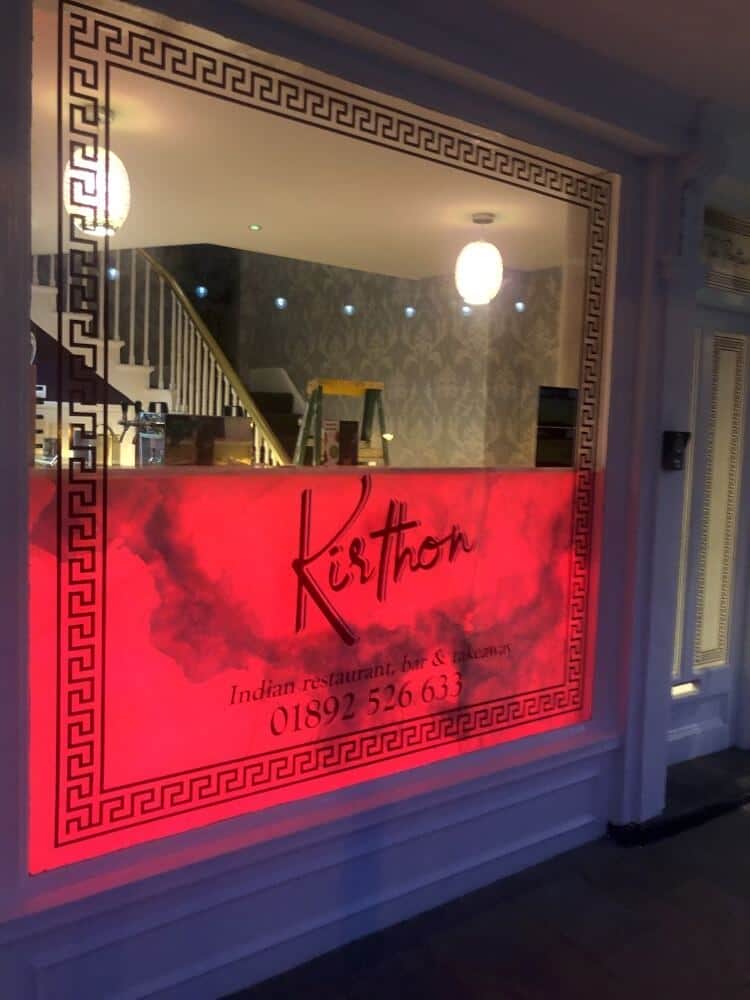 Kirthon
Indian restaurant, bar & takeaway
01892 526 633